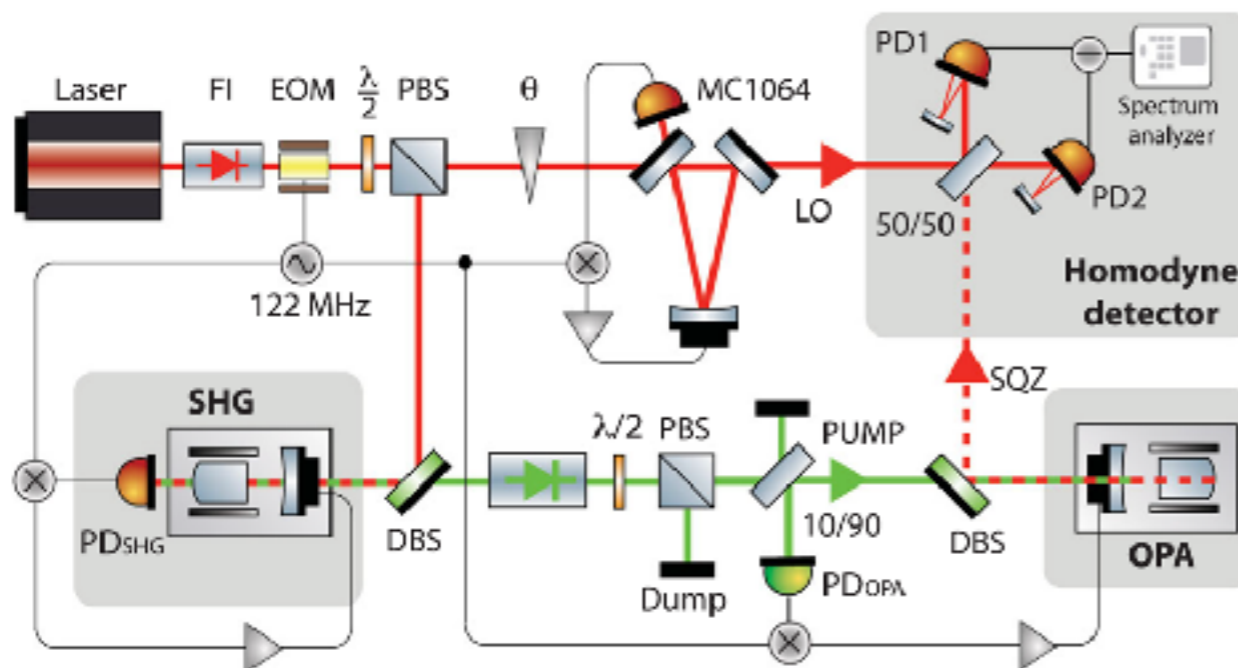 Laser
FI
EOM
λ/2
PBS
θ
MC1064
PD1
Spectrum
analyzer
LO
50/50
PD2
122 MHz
Homodyne
detector
SHG
SQZ
λ/2
PBS
PUMP
PDSHG
DBS
10/90
DBS
OPA
Dump
PDOPA